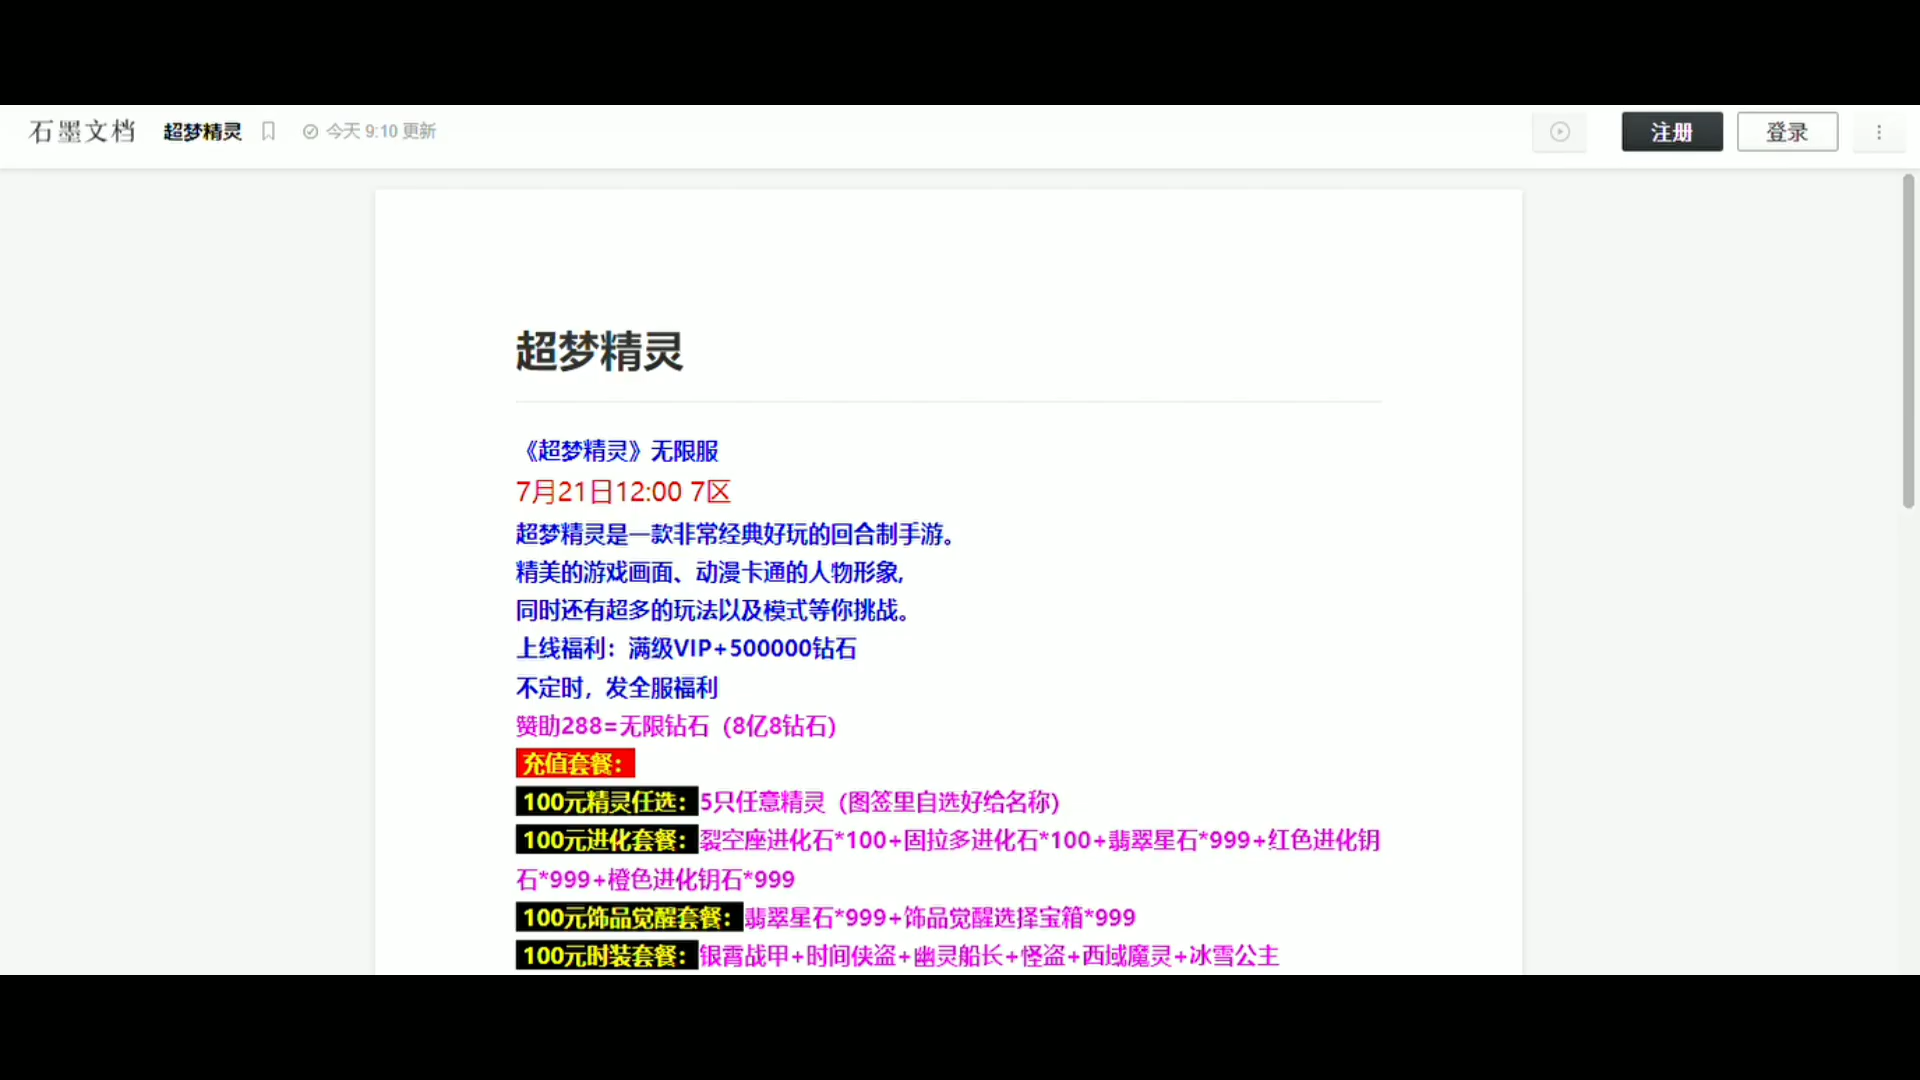 石墨文档 超梦精灵 今天 9:10 更新 注册 登录
超梦精灵
《超梦精灵》无限服
7月21日12:00 7区
超梦精灵是一款非常经典好玩的回合制手游。
精美的游戏画面、动漫卡通的人物形象,
同时还有超多的玩法以及模式等你挑战。
上线福利：满级VIP+500000钻石
不定时，发全服福利
赞助288=无限钻石（8亿8钻石）
充值套餐：
100元精灵任选：5只任意精灵（图签里自选好给名称）
100元进化套餐：裂空座进化石*100+固拉多进化石*100+翡翠星石*999+红色进化钥
石*999+橙色进化钥石*999
100元饰品觉醒套餐：翡翠星石*999+饰品觉醒选择宝箱*999
100元时装套餐：银霄战甲+时间侠盗+幽灵船长+怪盗+西域魔灵+冰雪公主